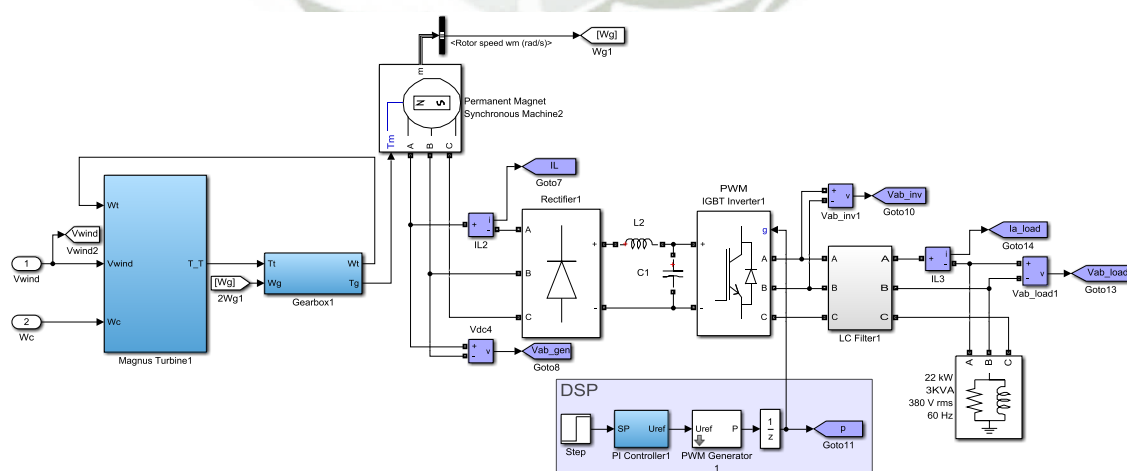 [Wg]
Wg1
<Rotor speed wm (rad/s)>
m
N
S
Permanent Magnet
Synchronous Machine2
Tm
A
B
C
IL
Goto7
i
+
-
IL2
Rectifier1
A
B
C
+
-
L2
C1
PWM
IGBT Inverter1
g
+
-
A
B
C
+
-
v
Vab_inv1
Vab_inv
Goto10
Ia_load
Goto14
A
B
C
A
B
C
LC Filter1
i
+
-
IL3
+
-
v
Vab_load1
Vab_load
Goto13
Wt
Vwind
Wc
T_T
Magnus Turbine1
Vwind
Vwind2
1
Vwind
2
Wc
[Wg]
2Wg1
Tt
Wg
Wt
Tg
Gearbox1
Vdc4
+
-
v
Vab_gen
Goto8
A
B
C
22 kW
3KVA
380 V rms
60 Hz
DSP
Step
SP
Uref
PI Controller1
Uref
P
PWM Generator
1
1
z
p
Goto11